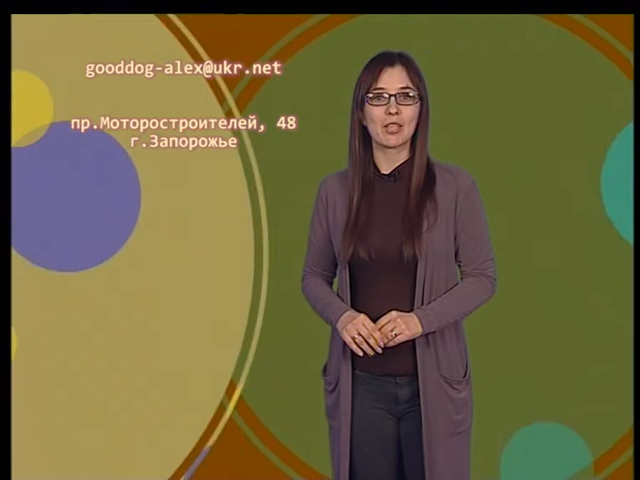 gooddog-alex@ukr.net
пр.Моторостроителей, 48
г.Запорожье